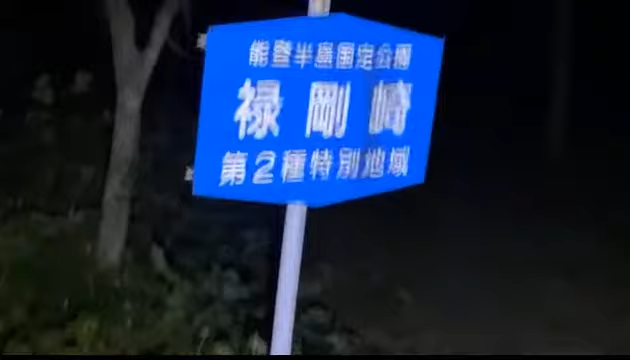 能登半島国定公園
禄剛崎
第2種特別地域